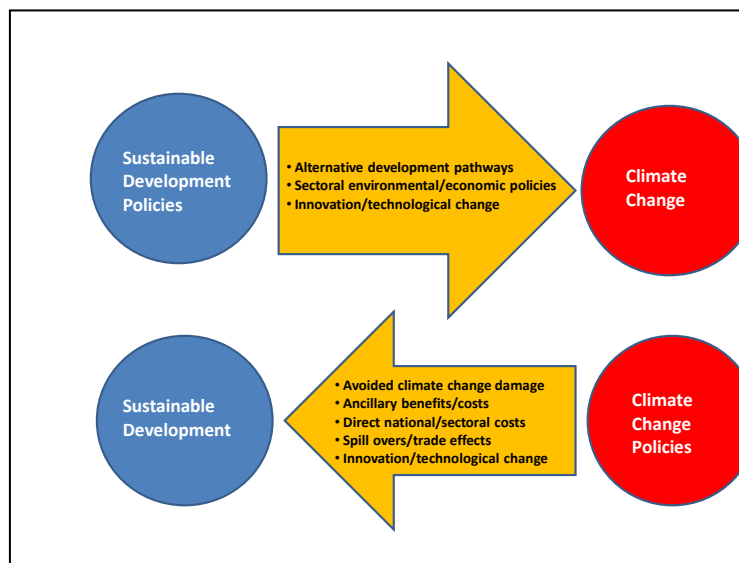 Sustainable
Development
Policies
• Alternative development pathways
• Sectoral environmental/economic policies
• Innovation/technological change
Climate
Change
Sustainable
Development
• Avoided climate change damage
• Ancillary benefits/costs
• Direct national/sectoral costs
• Spill overs/trade effects
• Innovation/technological change
Climate
Change
Policies